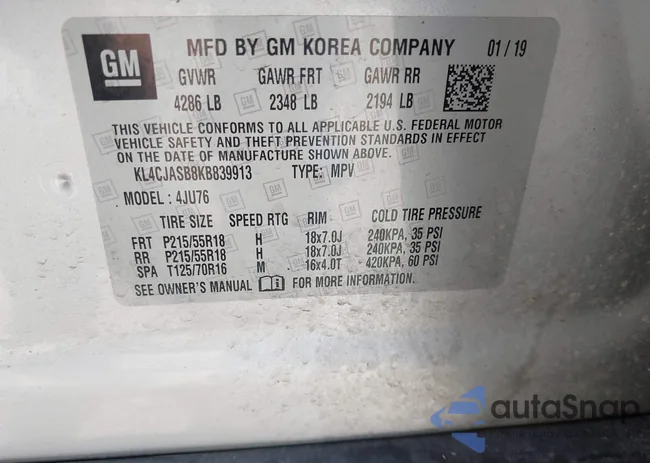 GM MFD BY GM KOREA COMPANY 01 / 19
GVWR GAWR FRT GAWR RR
4286 LB 2348 LB 2194 LB
THIS VEHICLE CONFORMS TO ALL APPLICABLE U.S. FEDERAL MOTOR
VEHICLE SAFETY AND THEFT PREVENTION STANDARDS IN EFFECT
ON THE DATE OF MANUFACTURE SHOWN ABOVE.
KL4CJASB8KB839913 TYPE: MPV
MODEL : 4JU76
TIRE SIZE SPEED RTG RIM COLD TIRE PRESSURE
FRT P215/55R18 H 18x7.0J 240KPA, 35 PSI
RR P215/55R18 H 18x7.0J 240KPA, 35 PSI
SPA T125/70R16 M 16x4.0T 420KPA, 60 PSI
SEE OWNER'S MANUAL FOR MORE INFORMATION.
autoSnap